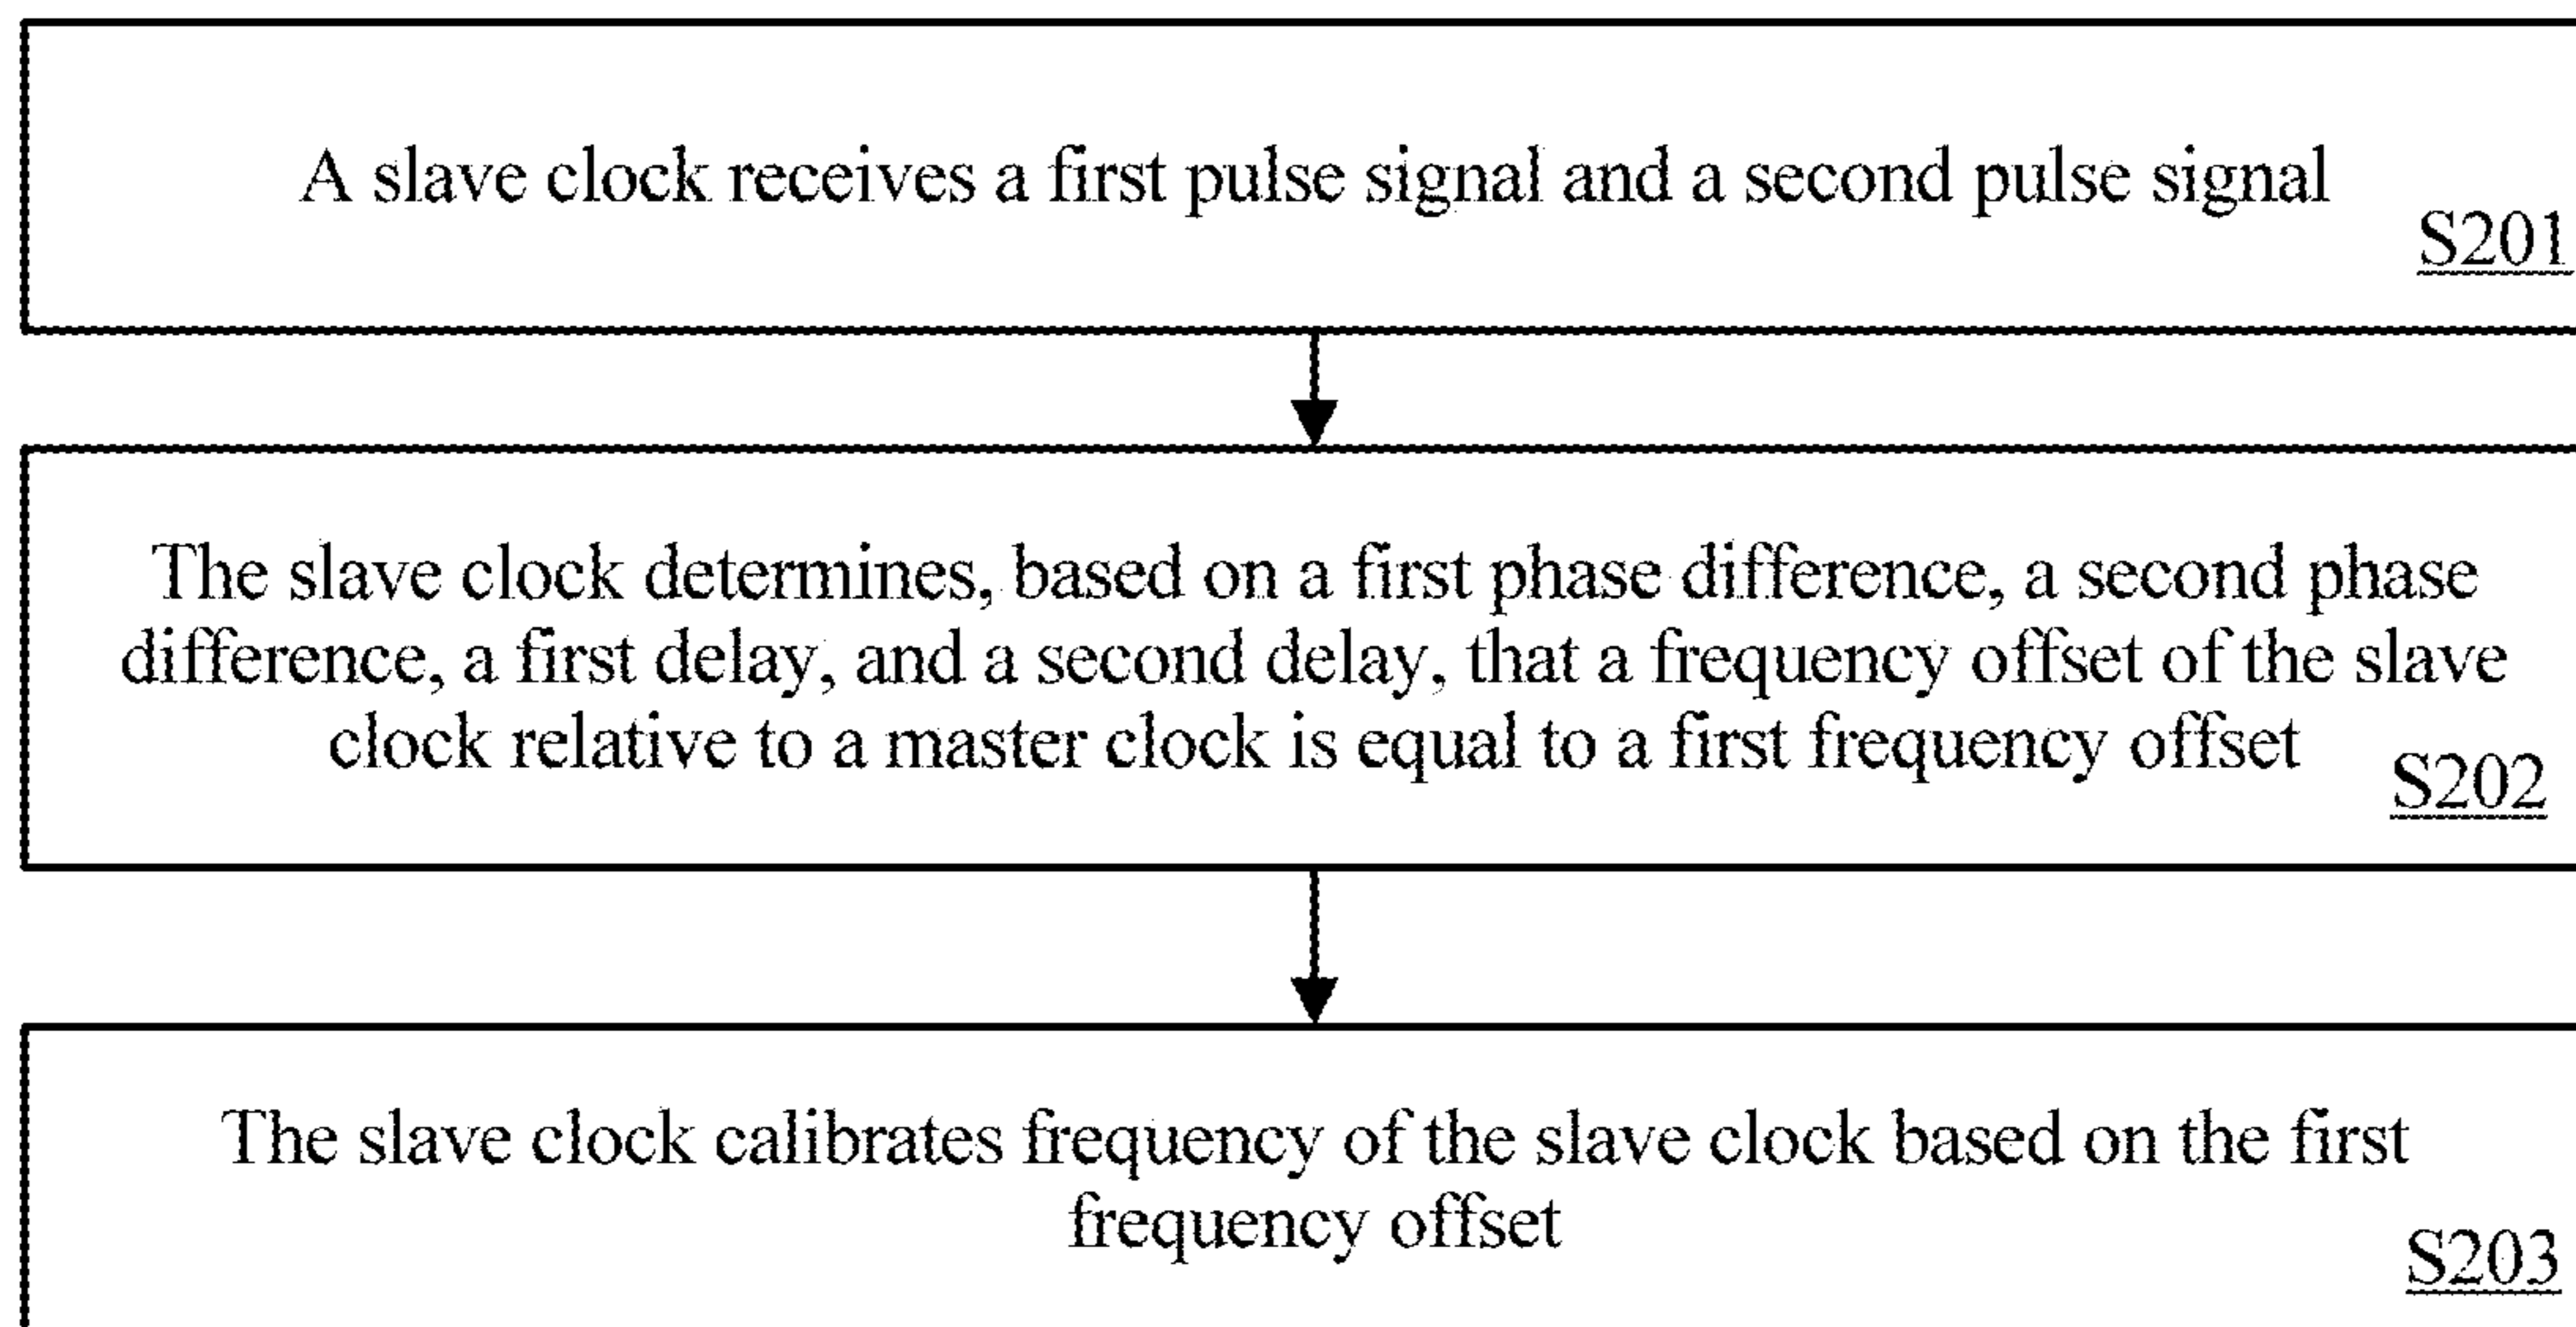 A slave clock receives a first pulse signal and a second pulse signal
S201
The slave clock determines, based on a first phase difference, a second phase
difference, a first delay, and a second delay, that a frequency offset of the slave
clock relative to a master clock is equal to a first frequency offset
S202
The slave clock calibrates frequency of the slave clock based on the first
frequency offset
S203